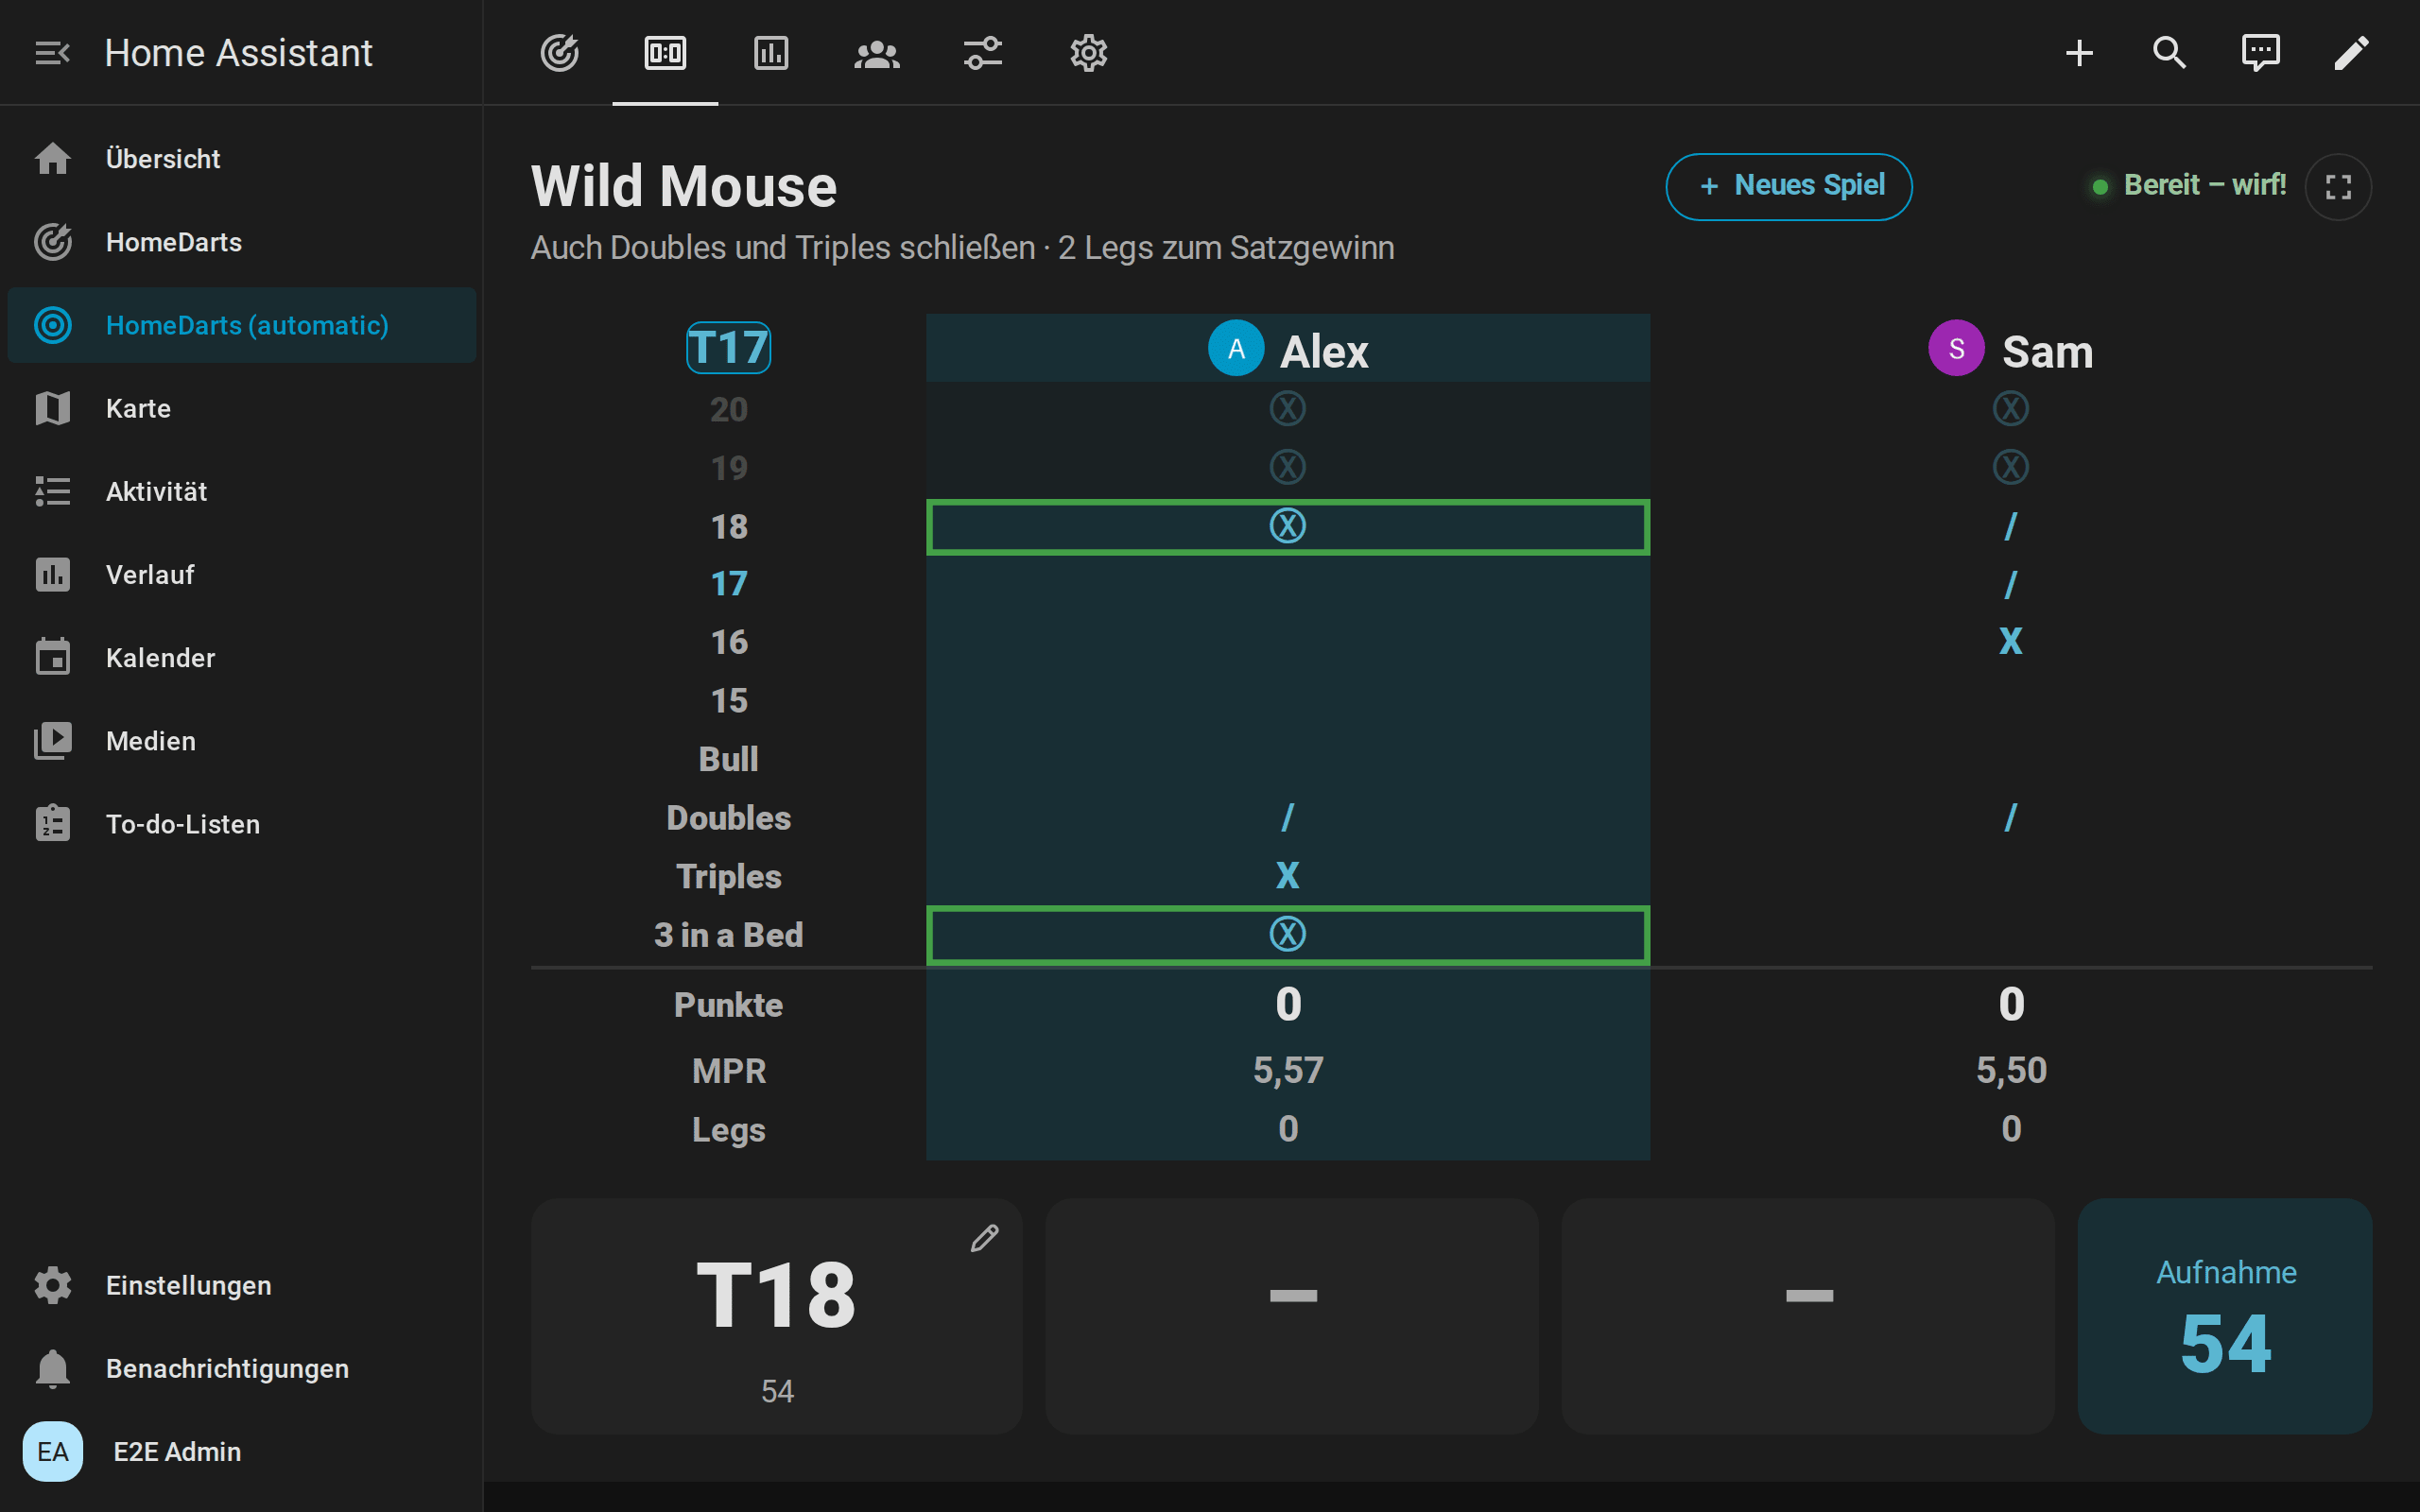 Home Assistant
Übersicht
HomeDarts
HomeDarts (automatic)
Karte
Aktivität
Verlauf
Kalender
Medien
To-do-Listen
Einstellungen
Benachrichtigungen
EA E2E Admin
Wild Mouse
+ Neues Spiel
Bereit – wirf!
Auch Doubles und Triples schließen · 2 Legs zum Satzgewinn
T17 A Alex S Sam
20 X X
19 X X
18 X /
17 /
16 X
15
Bull
Doubles / /
Triples X
3 in a Bed X
Punkte 0 0
MPR 5,57 5,50
Legs 0 0
T18 – –
54
Aufnahme
54